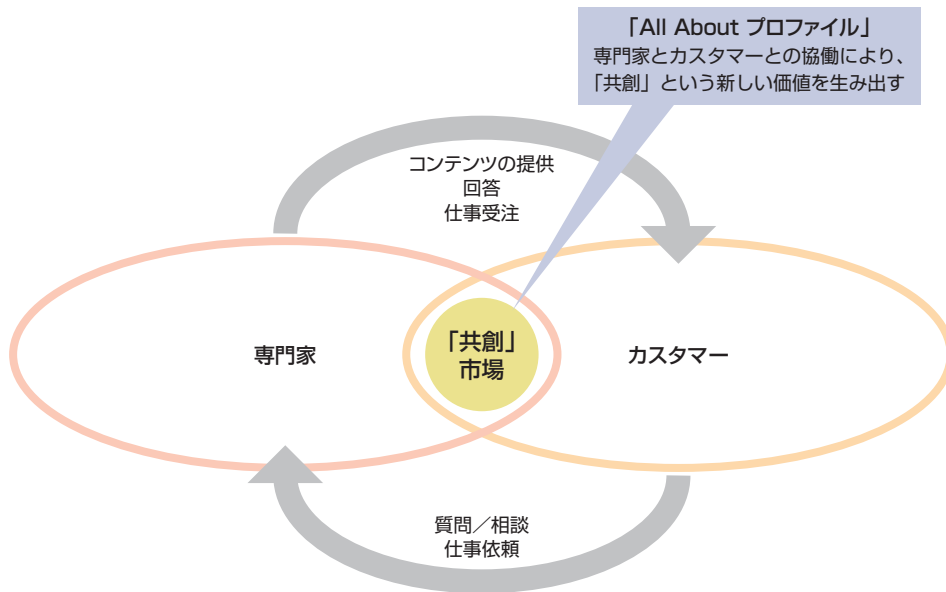 「All About プロファイル」
専門家とカスタマーとの協働により、
「共創」という新しい価値を生み出す
コンテンツの提供
回答
仕事受注
専門家
「共創」
市場
カスタマー
質問／相談
仕事依頼